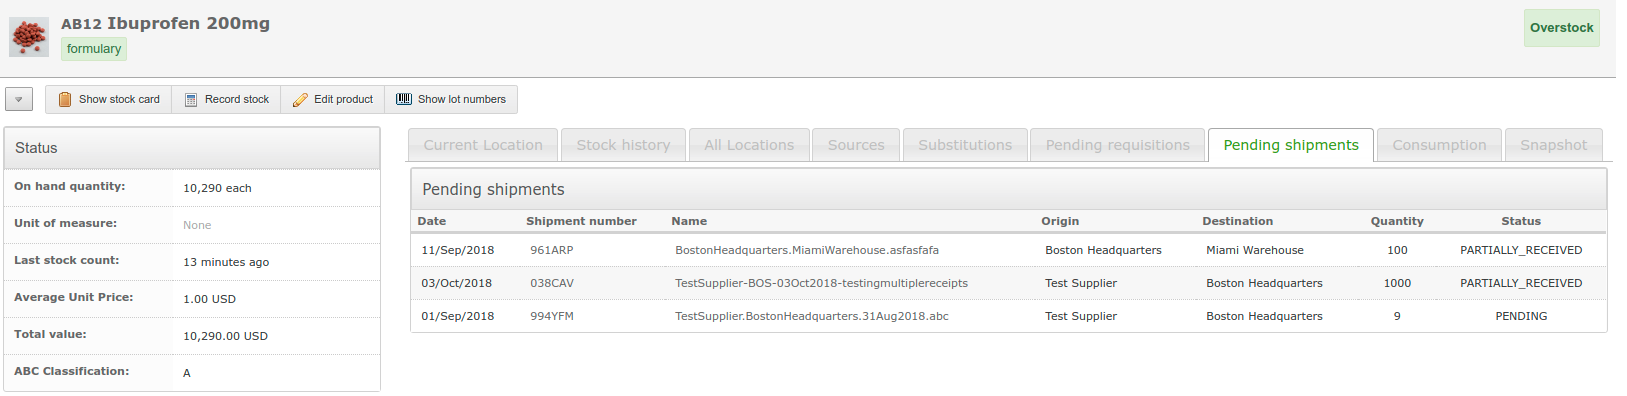 AB12 Ibuprofen 200mg
formulary
Overstock
Show stock card Record stock Edit product Show lot numbers
Status
On hand quantity: 10,290 each
Unit of measure: None
Last stock count: 13 minutes ago
Average Unit Price: 1.00 USD
Total value: 10,290.00 USD
ABC Classification: A
Current Location Stock history All Locations Sources Substitutions Pending requisitions Pending shipments Consumption Snapshot
Pending shipments
Date Shipment number Name Origin Destination Quantity Status
11/Sep/2018 961ARP BostonHeadquarters.MiamiWarehouse.asfasfafa Boston Headquarters Miami Warehouse 100 PARTIALLY_RECEIVED
03/Oct/2018 038CAV TestSupplier-BOS-03Oct2018-testingmultiplereceipts Test Supplier Boston Headquarters 1000 PARTIALLY_RECEIVED
01/Sep/2018 994YFM TestSupplier.BostonHeadquarters.31Aug2018.abc Test Supplier Boston Headquarters 9 PENDING